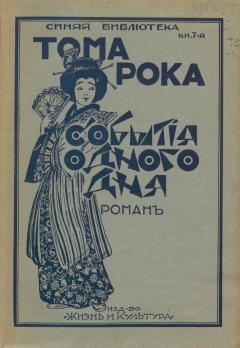 СИНЯЯ БИБЛІОТЕКА
КН. 7-Я
ТОМА
РОКА
СОБЫТІЯ
ОДНОГО
ДНЯ
РОМАНЪ
ИЗД-ВО
"ЖИЗНЬ И КУЛЬТУРА"